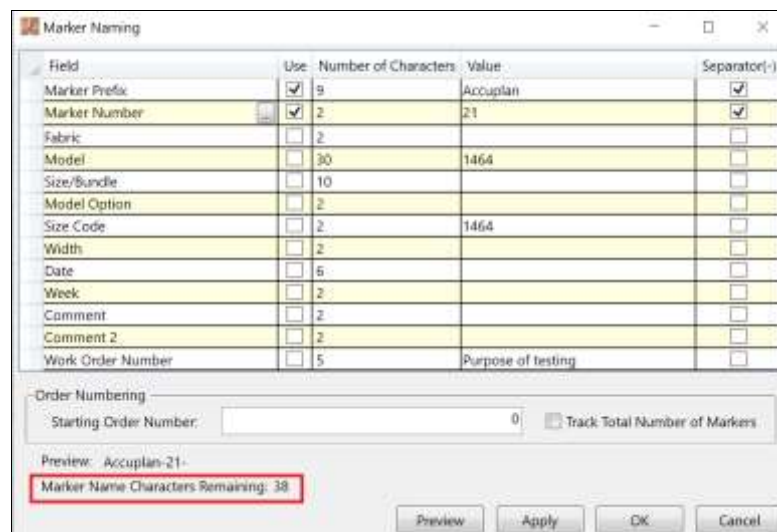 Marker Naming
Field Use Number of Characters Value Separator(-)
Marker Prefix 9 Accuplan
Marker Number ... 2 21
Fabric 2
Model 30 1464
Size/Bundle 10
Model Option 2
Size Code 2 1464
Width 2
Date 6
Week 2
Comment 2
Comment 2 2
Work Order Number 5 Purpose of testing
Order Numbering
Starting Order Number: 0 Track Total Number of Markers
Preview: Accuplan-21-
Marker Name Characters Remaining: 38
Preview Apply OK Cancel